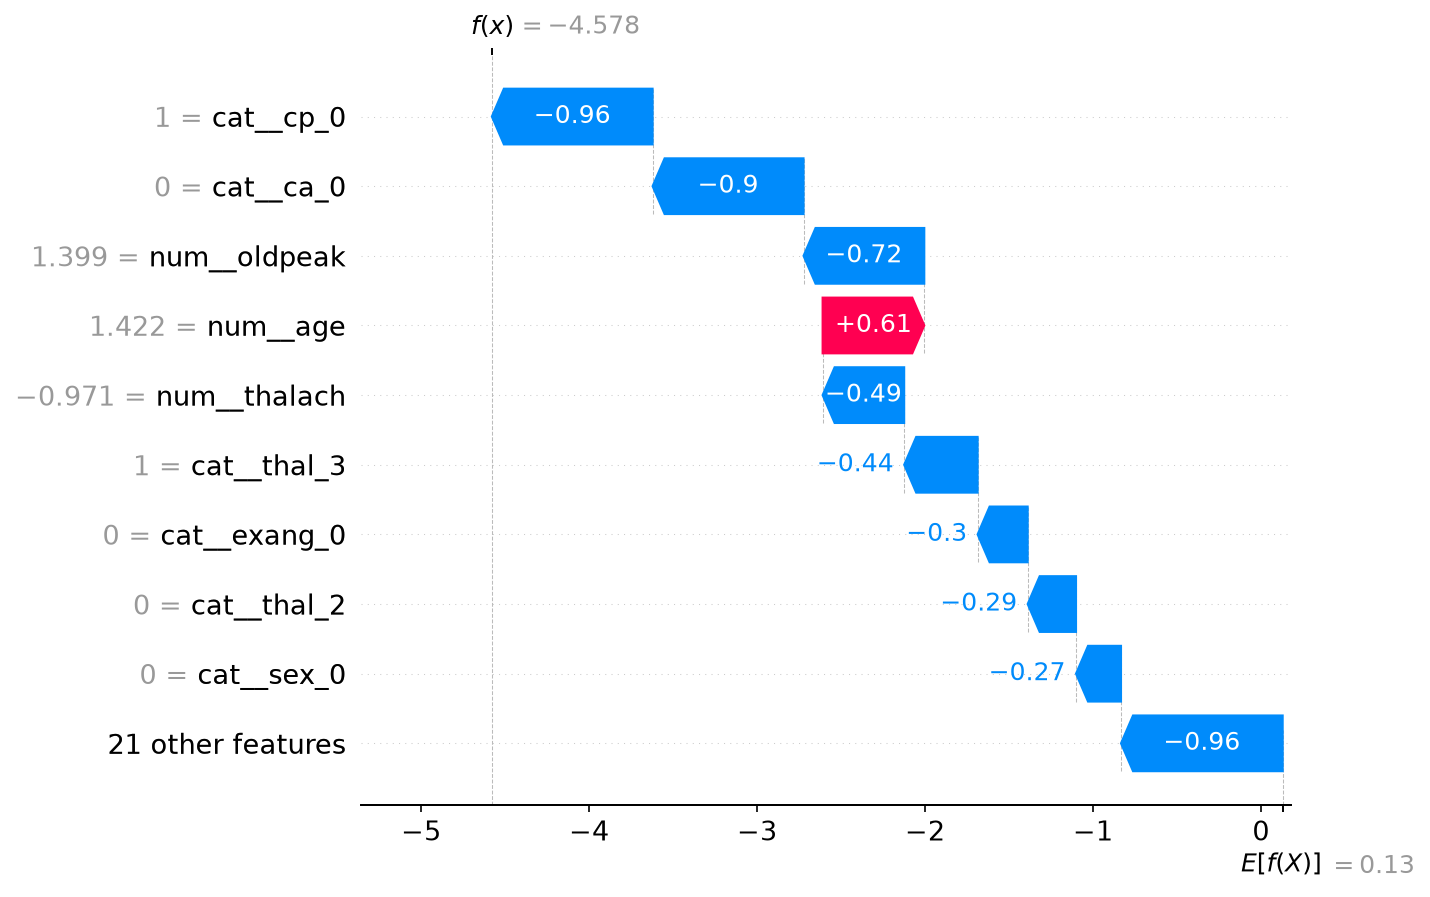 f(x) = −4.578
1 = cat__cp_0 −0.96
0 = cat__ca_0 −0.9
1.399 = num__oldpeak −0.72
1.422 = num__age +0.61
−0.971 = num__thalach −0.49
1 = cat__thal_3 −0.44
0 = cat__exang_0 −0.3
0 = cat__thal_2 −0.29
0 = cat__sex_0 −0.27
21 other features −0.96
−5 −4 −3 −2 −1 0
E[f(X)] = 0.13